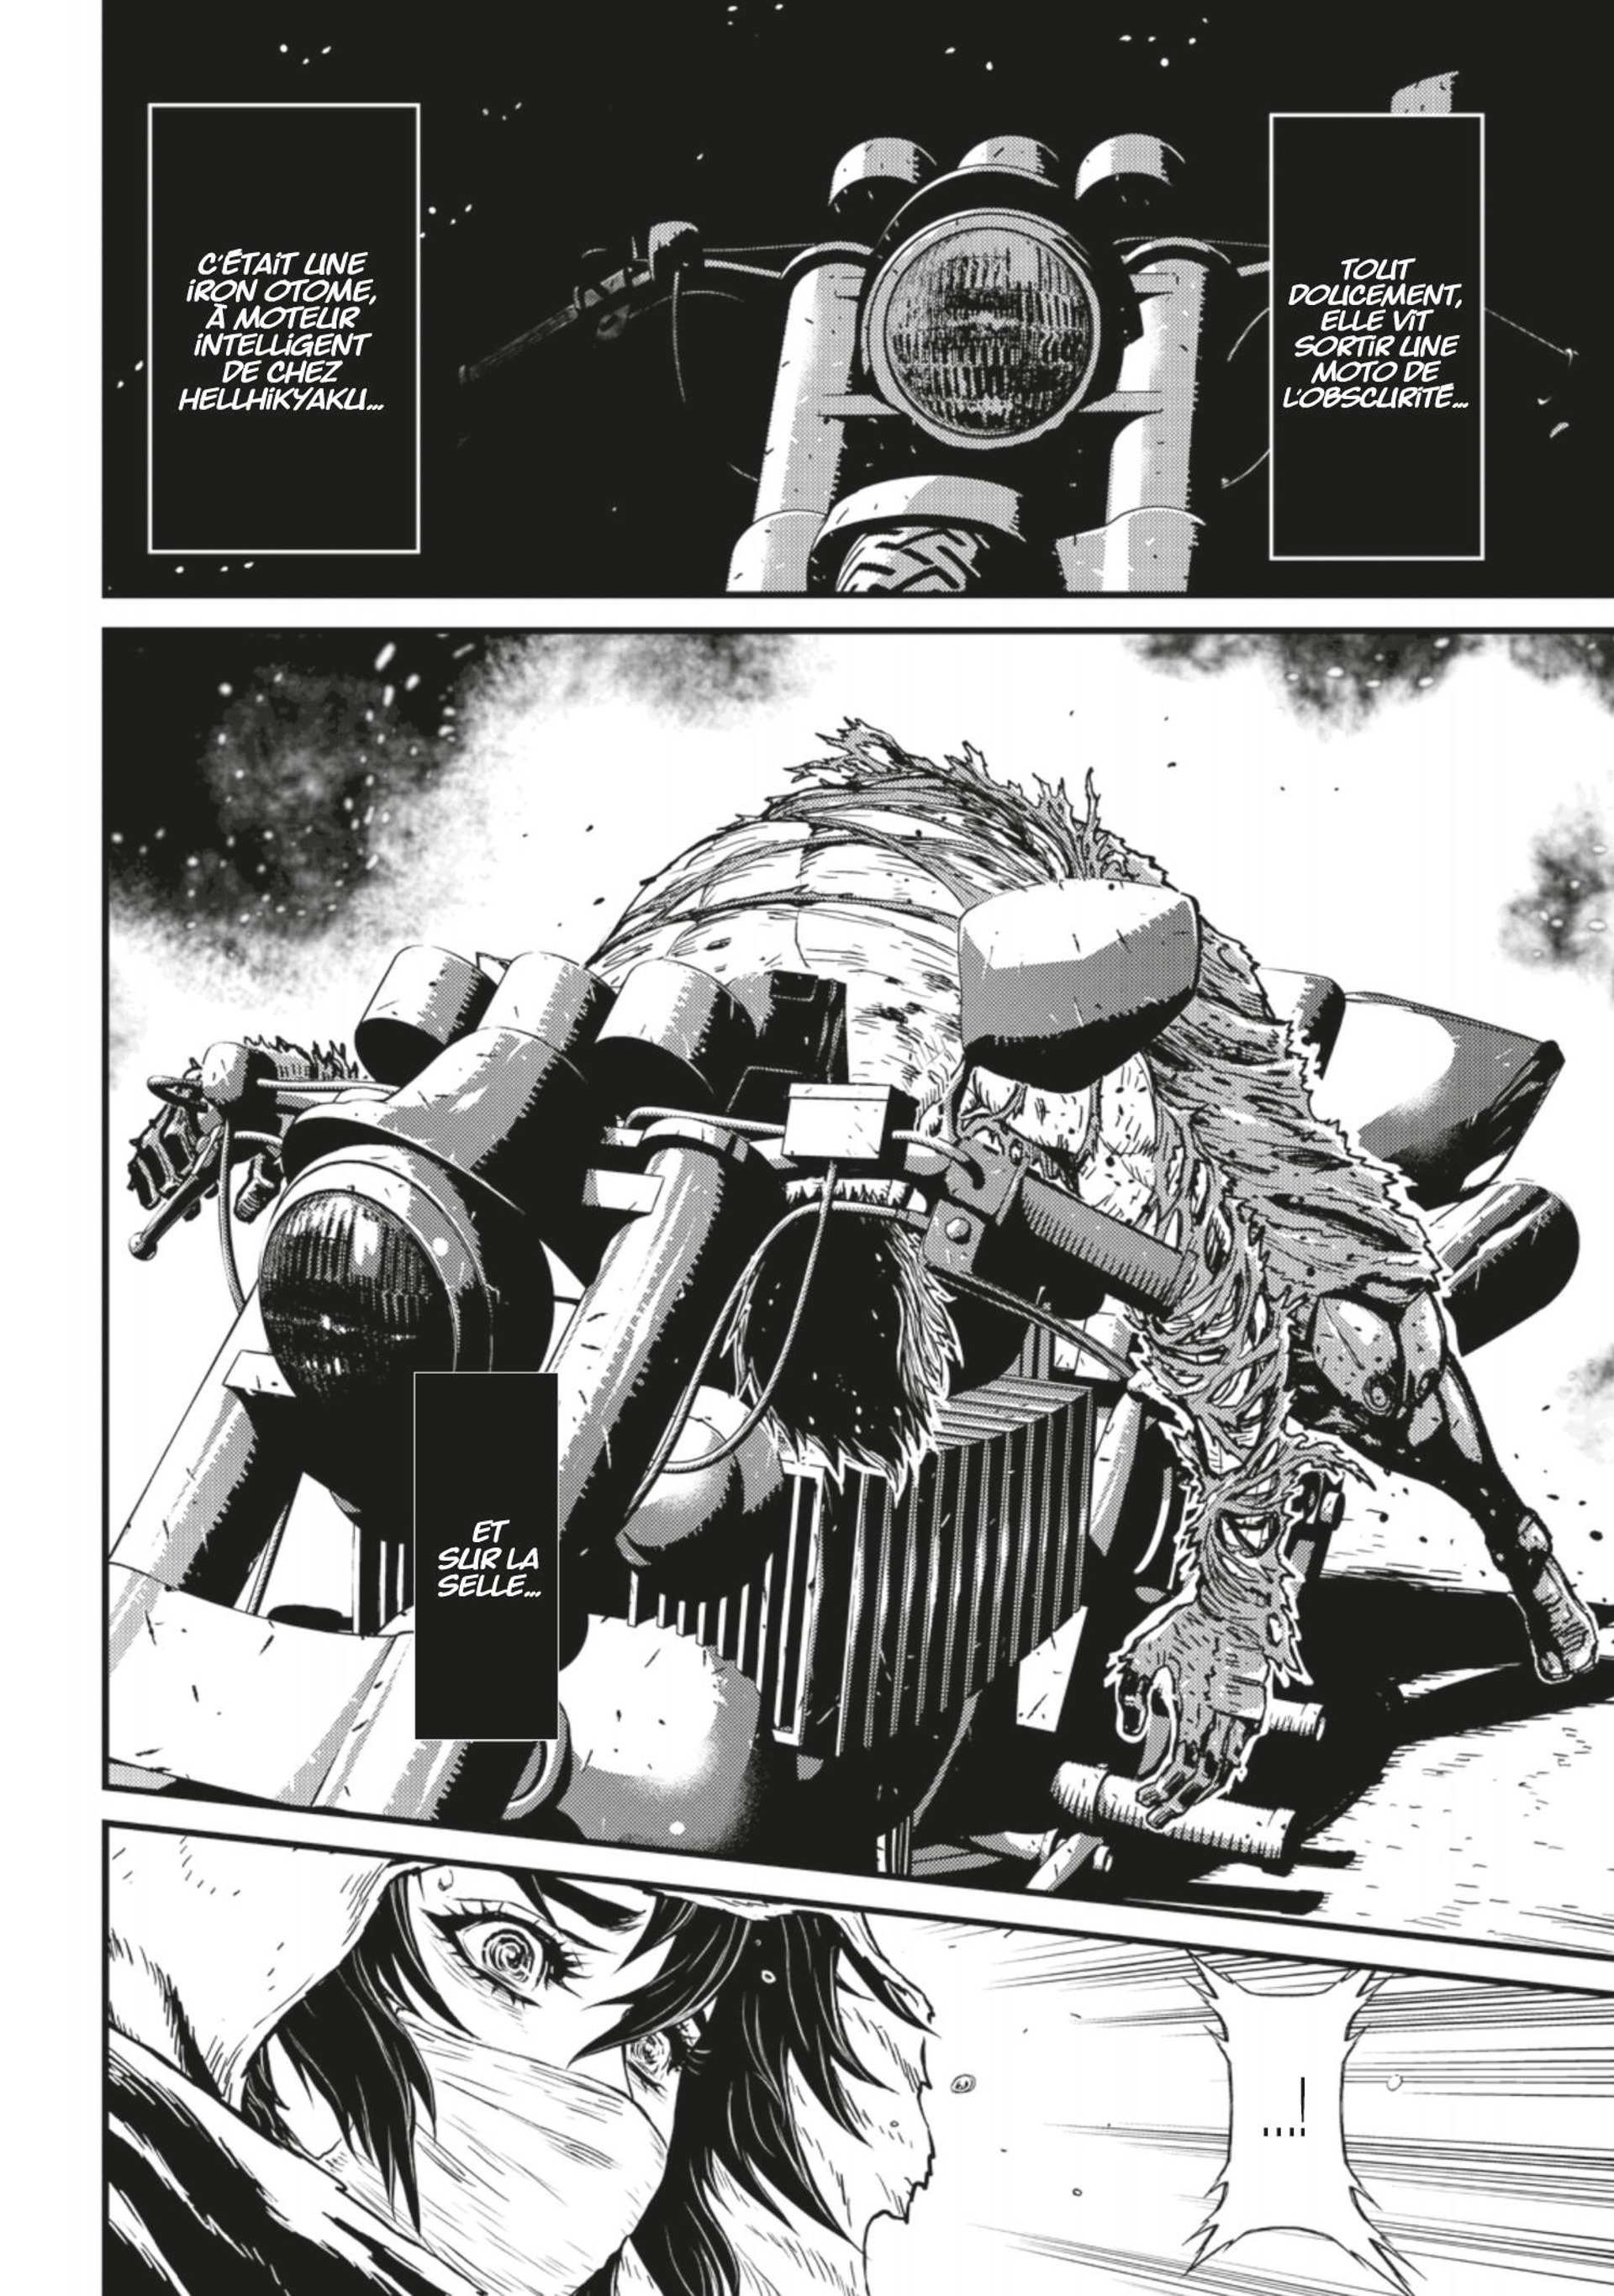 TOUT
DOUCEMENT,
ELLE VIT
SORTIR UNE
MOTO DE
L'OBSCURITÉ...
C'ÉTAIT UNE
IRON OTOME,
À MOTEUR
INTELLIGENT
DE CHEZ
HELLHIKYAKU...
ET
SUR LA
SELLE...
....!